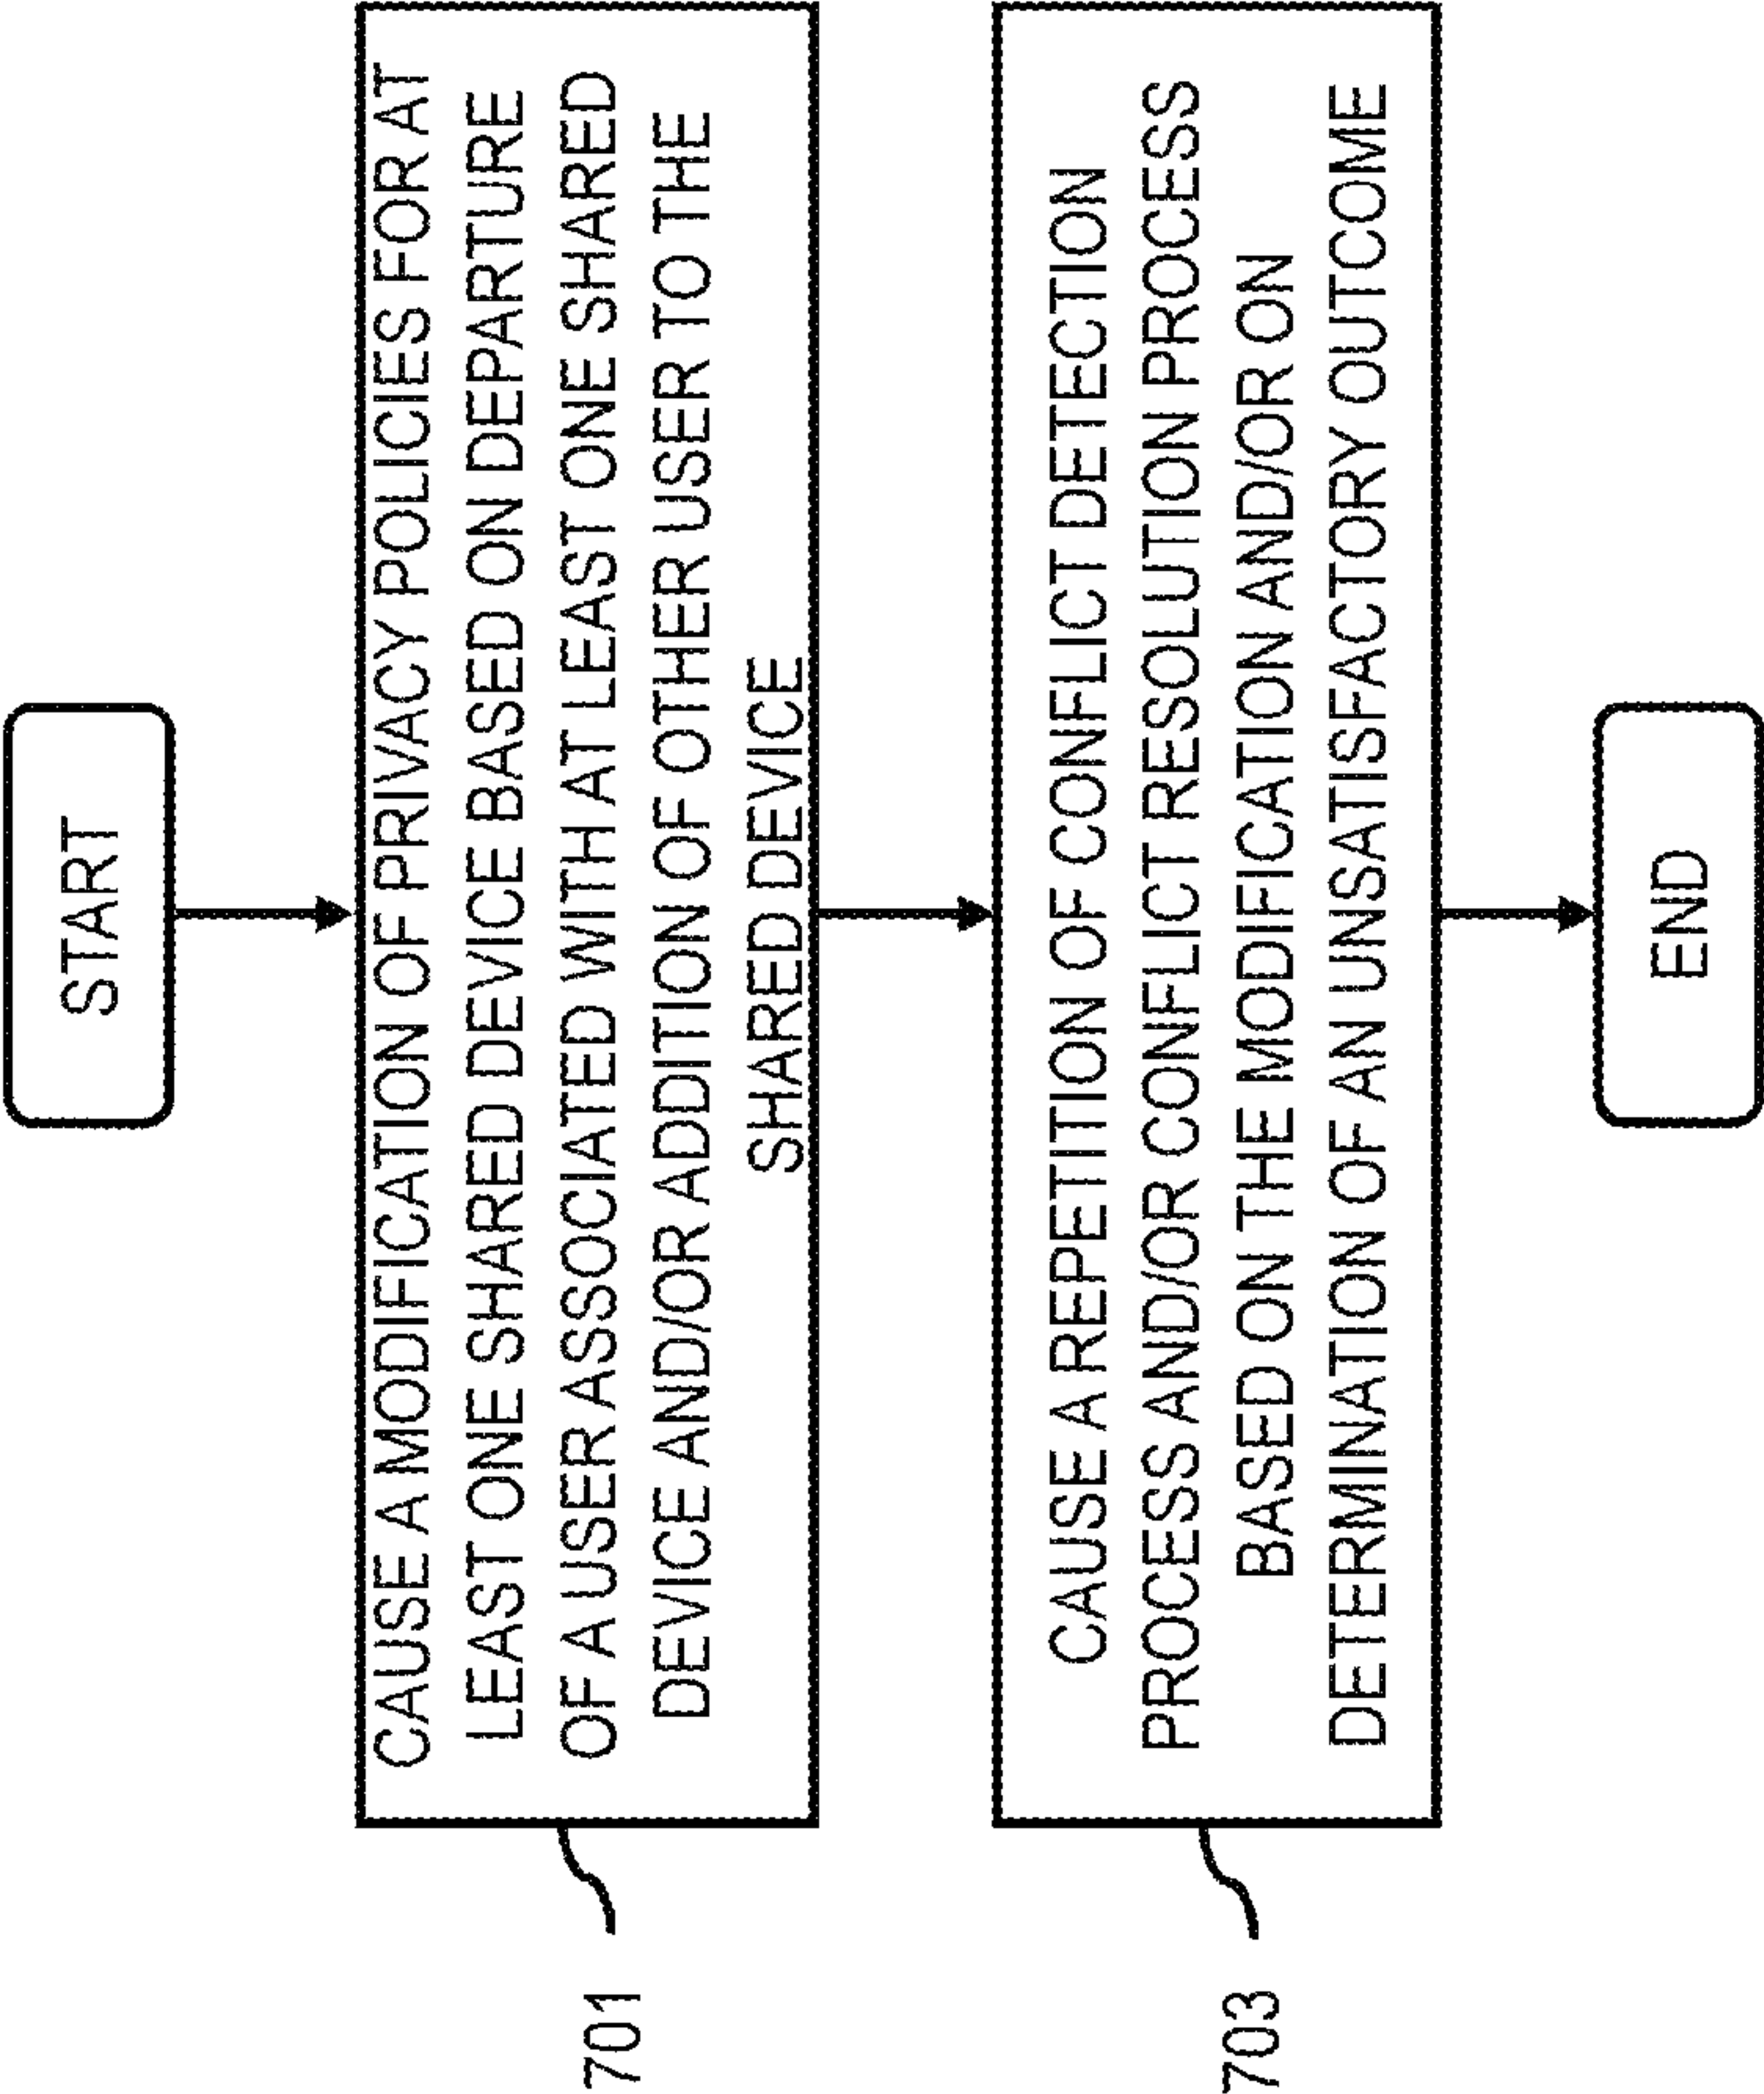 START
CAUSE A MODIFICATION OF PRIVACY POLICIES FOR AT
LEAST ONE SHARED DEVICE BASED ON DEPARTURE
OF A USER ASSOCIATED WITH AT LEAST ONE SHARED
DEVICE AND/OR ADDITION OF OTHER USER TO THE
SHARED DEVICE
701
CAUSE A REPETITION OF CONFLICT DETECTION
PROCESS AND/OR CONFLICT RESOLUTION PROCESS
BASED ON THE MODIFICATION AND/OR ON
DETERMINATION OF AN UNSATISFACTORY OUTCOME
703
END